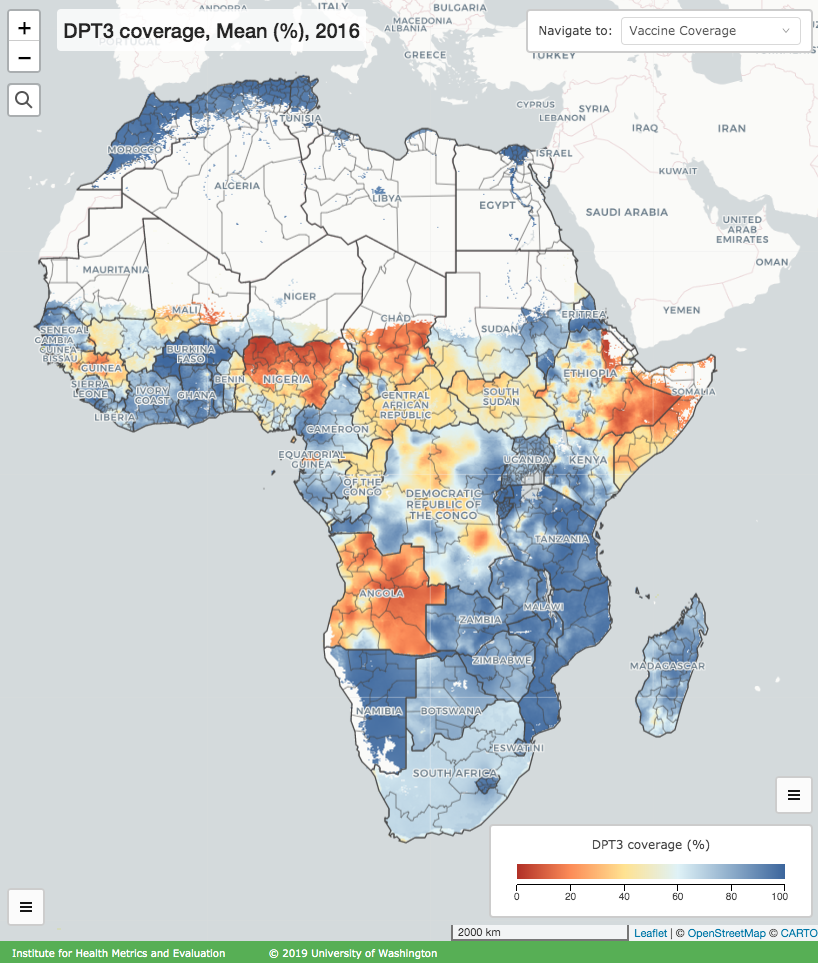 ITALY
BULGARIA
ANDORRA
MACEDONIA
ALBANIA
PORTUGAL
GREECE
TURKEY
+
−
DPT3 coverage, Mean (%), 2016
Navigate to:
Vaccine Coverage
CYPRUS
SYRIA
LEBANON
IRAQ
IRAN
TUNISIA
MOROCCO
ISRAEL
KUWAIT
ALGERIA
LIBYA
EGYPT
SAUDI ARABIA
UNITED
ARAB
EMIRATES
OMAN
MAURITANIA
NIGER
MALI
CHAD
SUDAN
ERITREA
YEMEN
SENEGAL
GAMBIA
GUINEA
BISSAU
BURKINA
FASO
GUINEA
SIERRA
LEONE
IVORY
COAST
GHANA
BENIN
NIGERIA
LIBERIA
ETHIOPIA
SOMALIA
CENTRAL
AFRICAN
REPUBLIC
SOUTH
SUDAN
CAMEROON
EQUATORIAL
GUINEA
UGANDA
KENYA
OF THE
CONGO
DEMOCRATIC
REPUBLIC OF
THE CONGO
TANZANIA
ANGOLA
MALAWI
ZAMBIA
ZIMBABWE
MADAGASCAR
NAMIBIA
BOTSWANA
ESWATINI
SOUTH AFRICA
DPT3 coverage (%)
0 20 40 60 80 100
2000 km
Leaflet | © OpenStreetMap © CARTO
Institute for Health Metrics and Evaluation © 2019 University of Washington